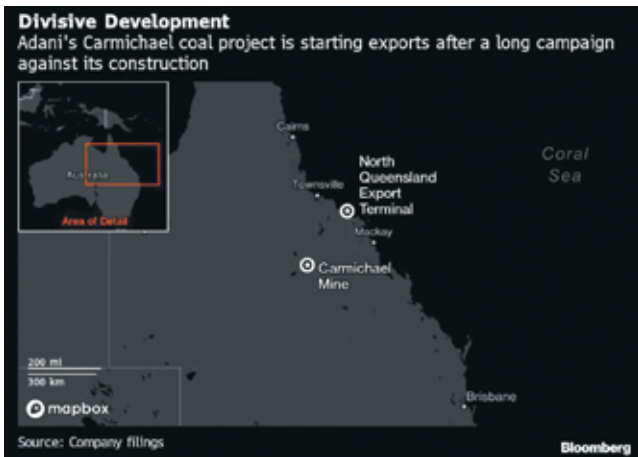 Divisive Development
Adani's Carmichael coal project is starting exports after a long campaign
against its construction
Australia
Area of Detail
Cairns
Townsville
North
Queensland
Export
Terminal
Mackay
Coral
Sea
Carmichael
Mine
200 mi
300 km
Brisbane
mapbox
Source: Company filings
Bloomberg